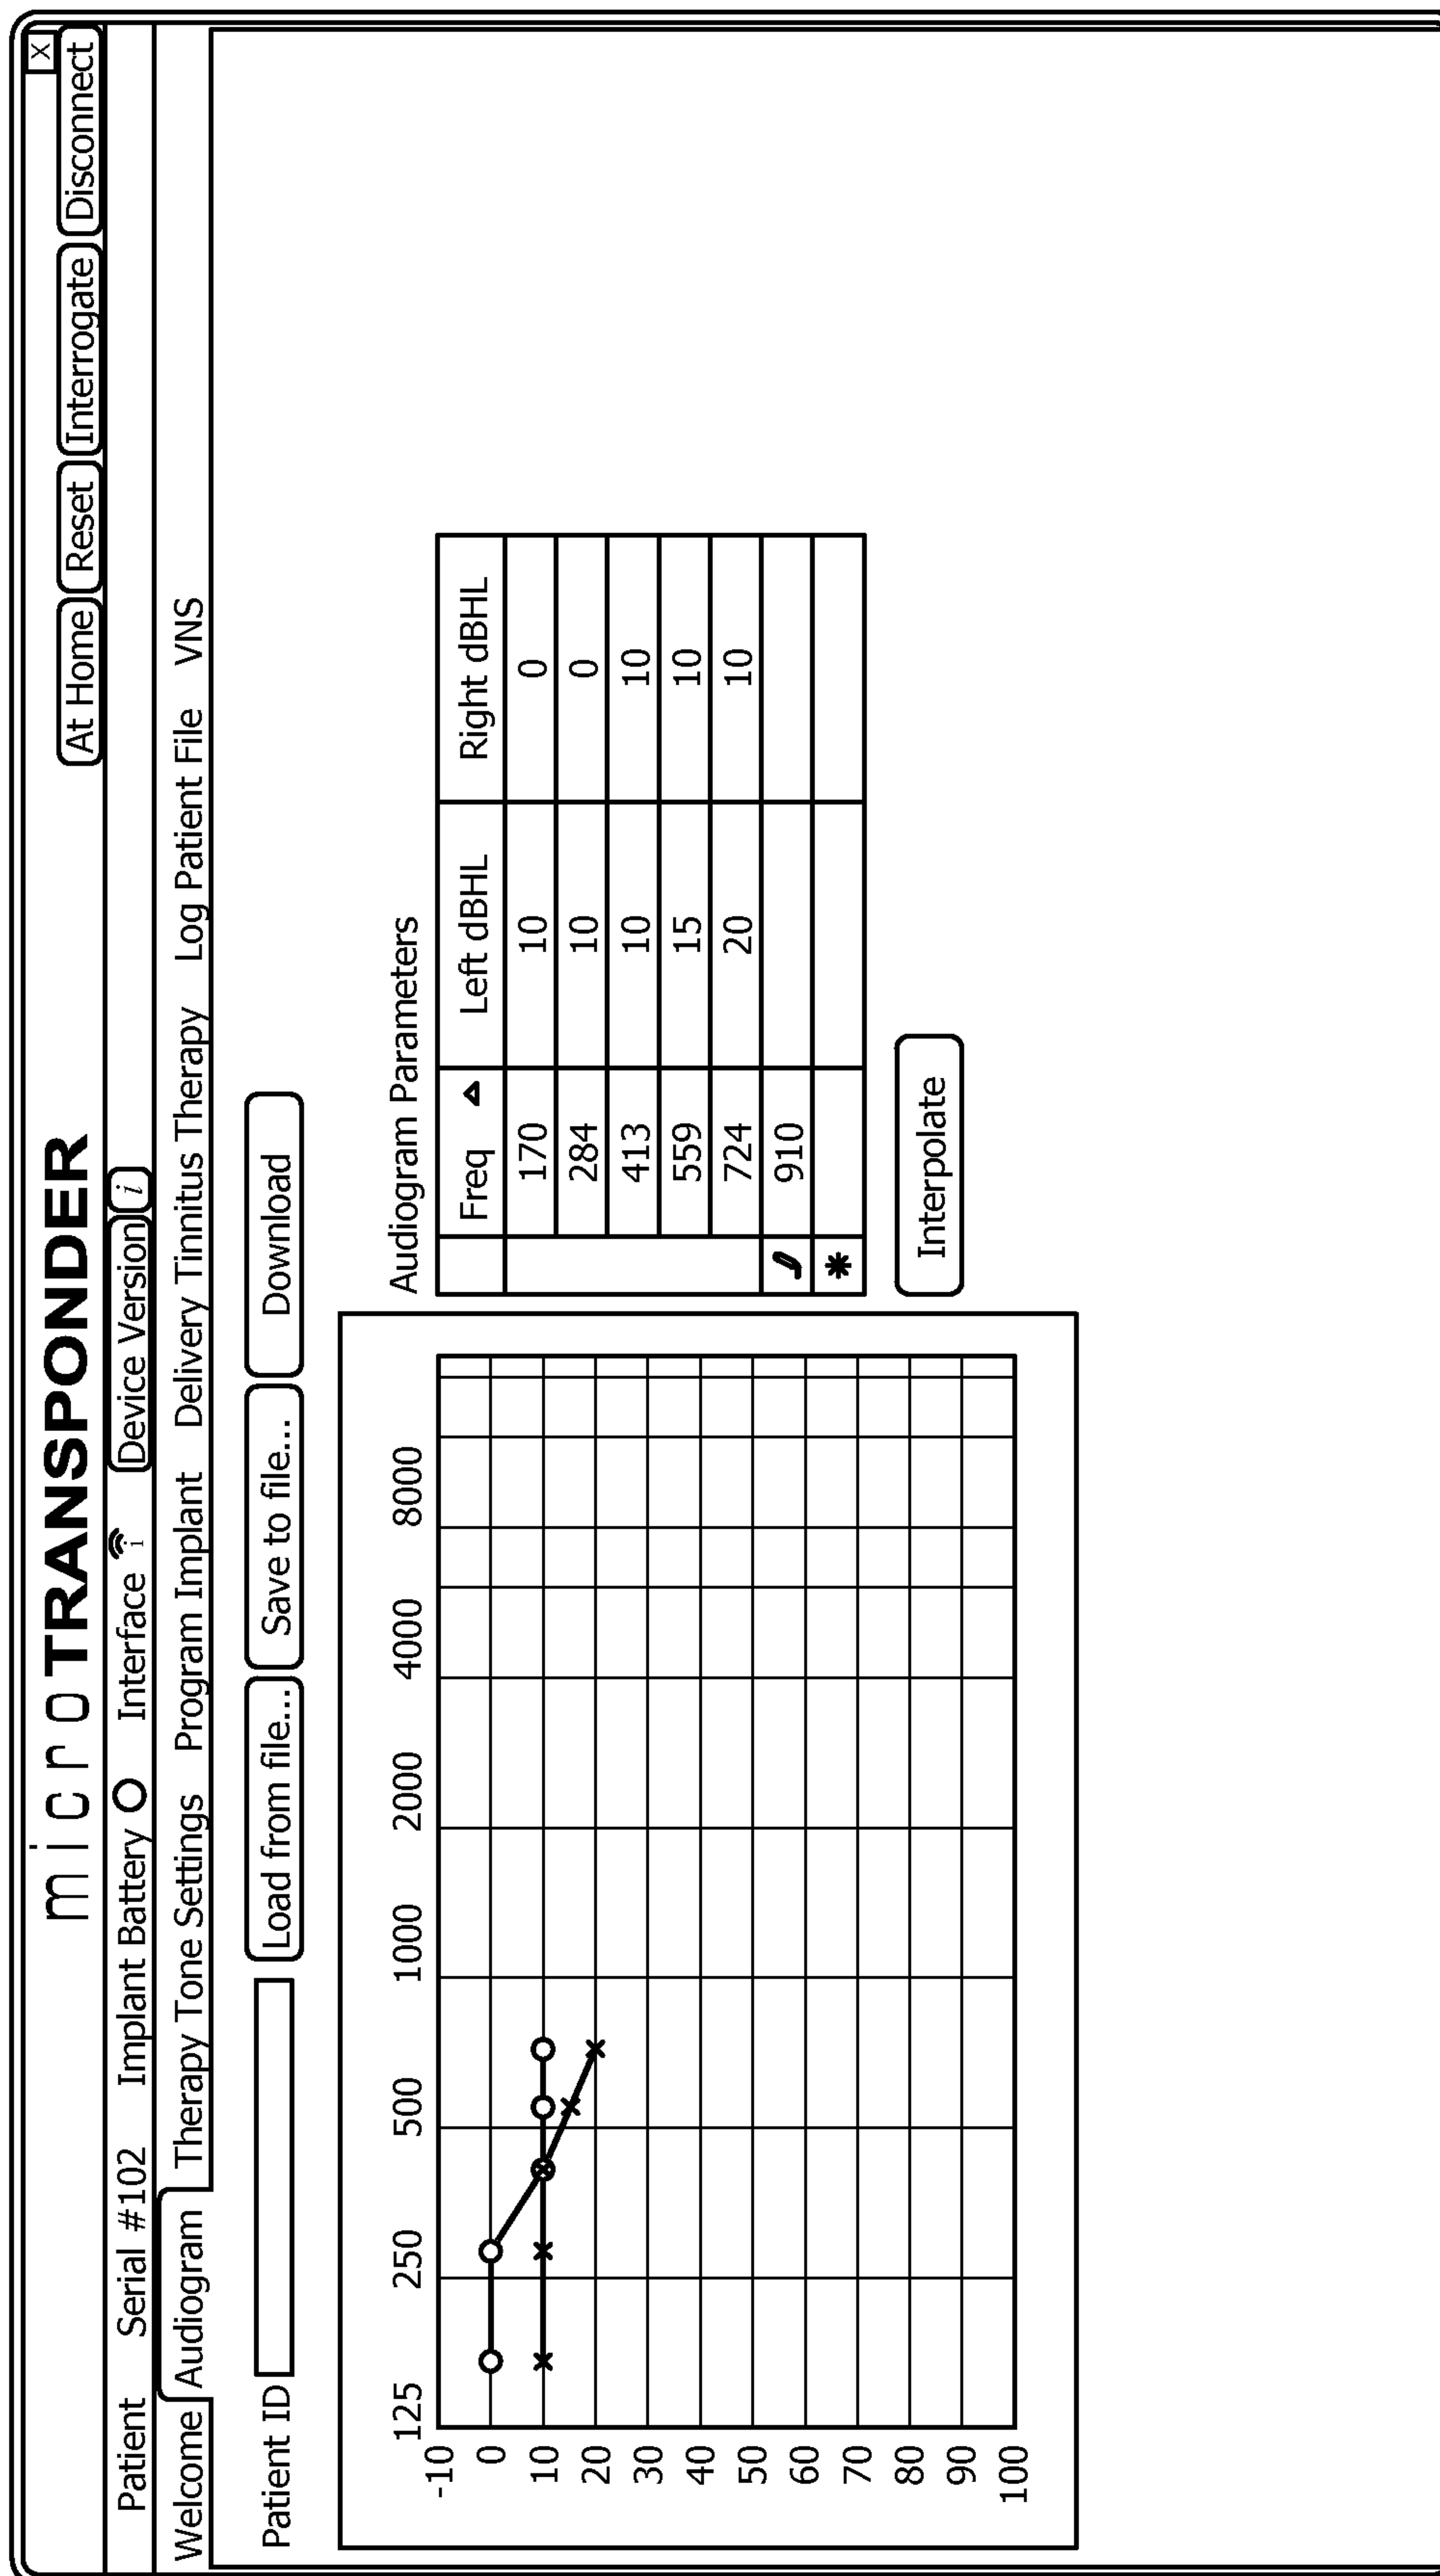 microTRANSPONDER
X
Patient Serial #102 Implant Battery Interface i Device Version i
At Home Reset Interrogate Disconnect
Welcome Audiogram Therapy Tone Settings Program Implant Delivery Tinnitus Therapy Log Patient File VNS
Patient ID Load from file... Save to file... Download
125 250 500 1000 2000 4000 8000
-10
0
10
20
30
40
50
60
70
80
90
100
Audiogram Parameters
Freq Left dBHL Right dBHL
170 10 0
284 10 0
413 10 10
559 15 10
724 20 10
910
*
Interpolate